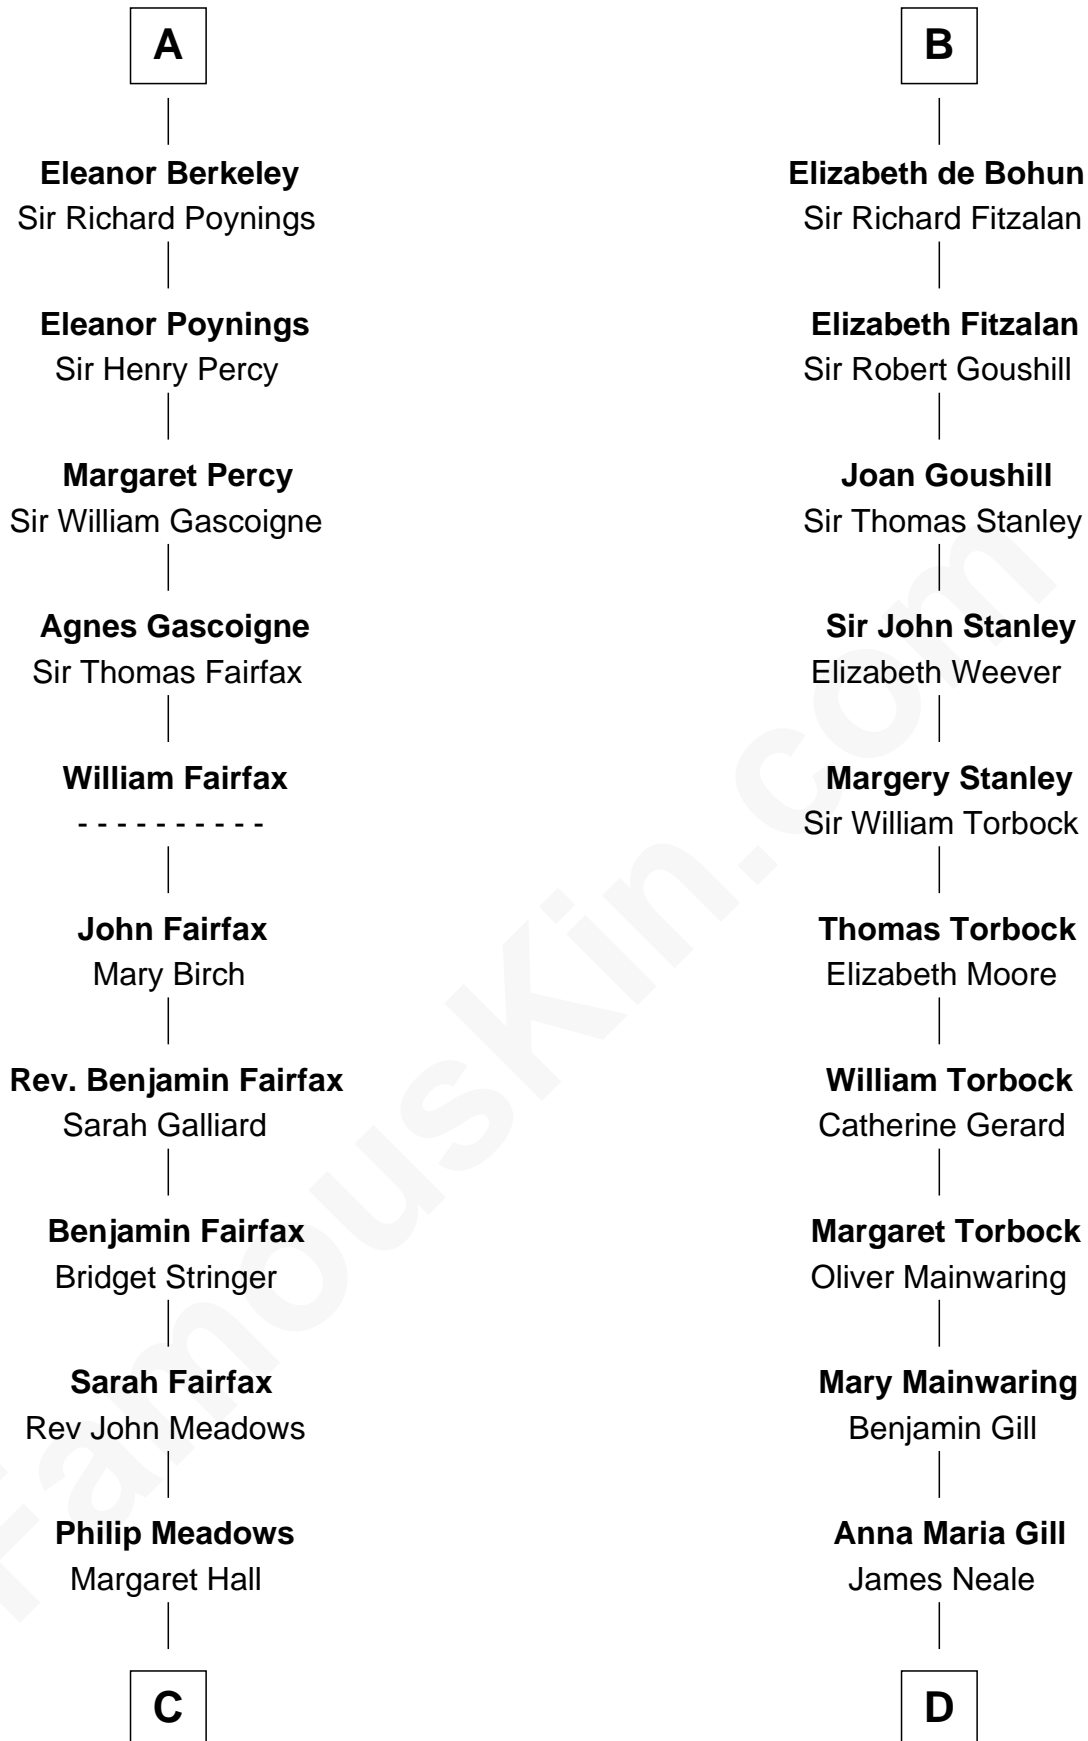 A
Eleanor Berkeley
Sir Richard Poynings
Eleanor Poynings
Sir Henry Percy
Margaret Percy
Sir William Gascoigne
Agnes Gascoigne
Sir Thomas Fairfax
William Fairfax
- - - - - - - - - -
John Fairfax
Mary Birch
Rev. Benjamin Fairfax
Sarah Galliard
Benjamin Fairfax
Bridget Stringer
Sarah Fairfax
Rev John Meadows
Philip Meadows
Margaret Hall
C
B
Elizabeth de Bohun
Sir Richard Fitzalan
Elizabeth Fitzalan
Sir Robert Goushill
Joan Goushill
Sir Thomas Stanley
Sir John Stanley
Elizabeth Weever
Margery Stanley
Sir William Torbock
Thomas Torbock
Elizabeth Moore
William Torbock
Catherine Gerard
Margaret Torbock
Oliver Mainwaring
Mary Mainwaring
Benjamin Gill
Anna Maria Gill
James Neale
D
FamousKin.com